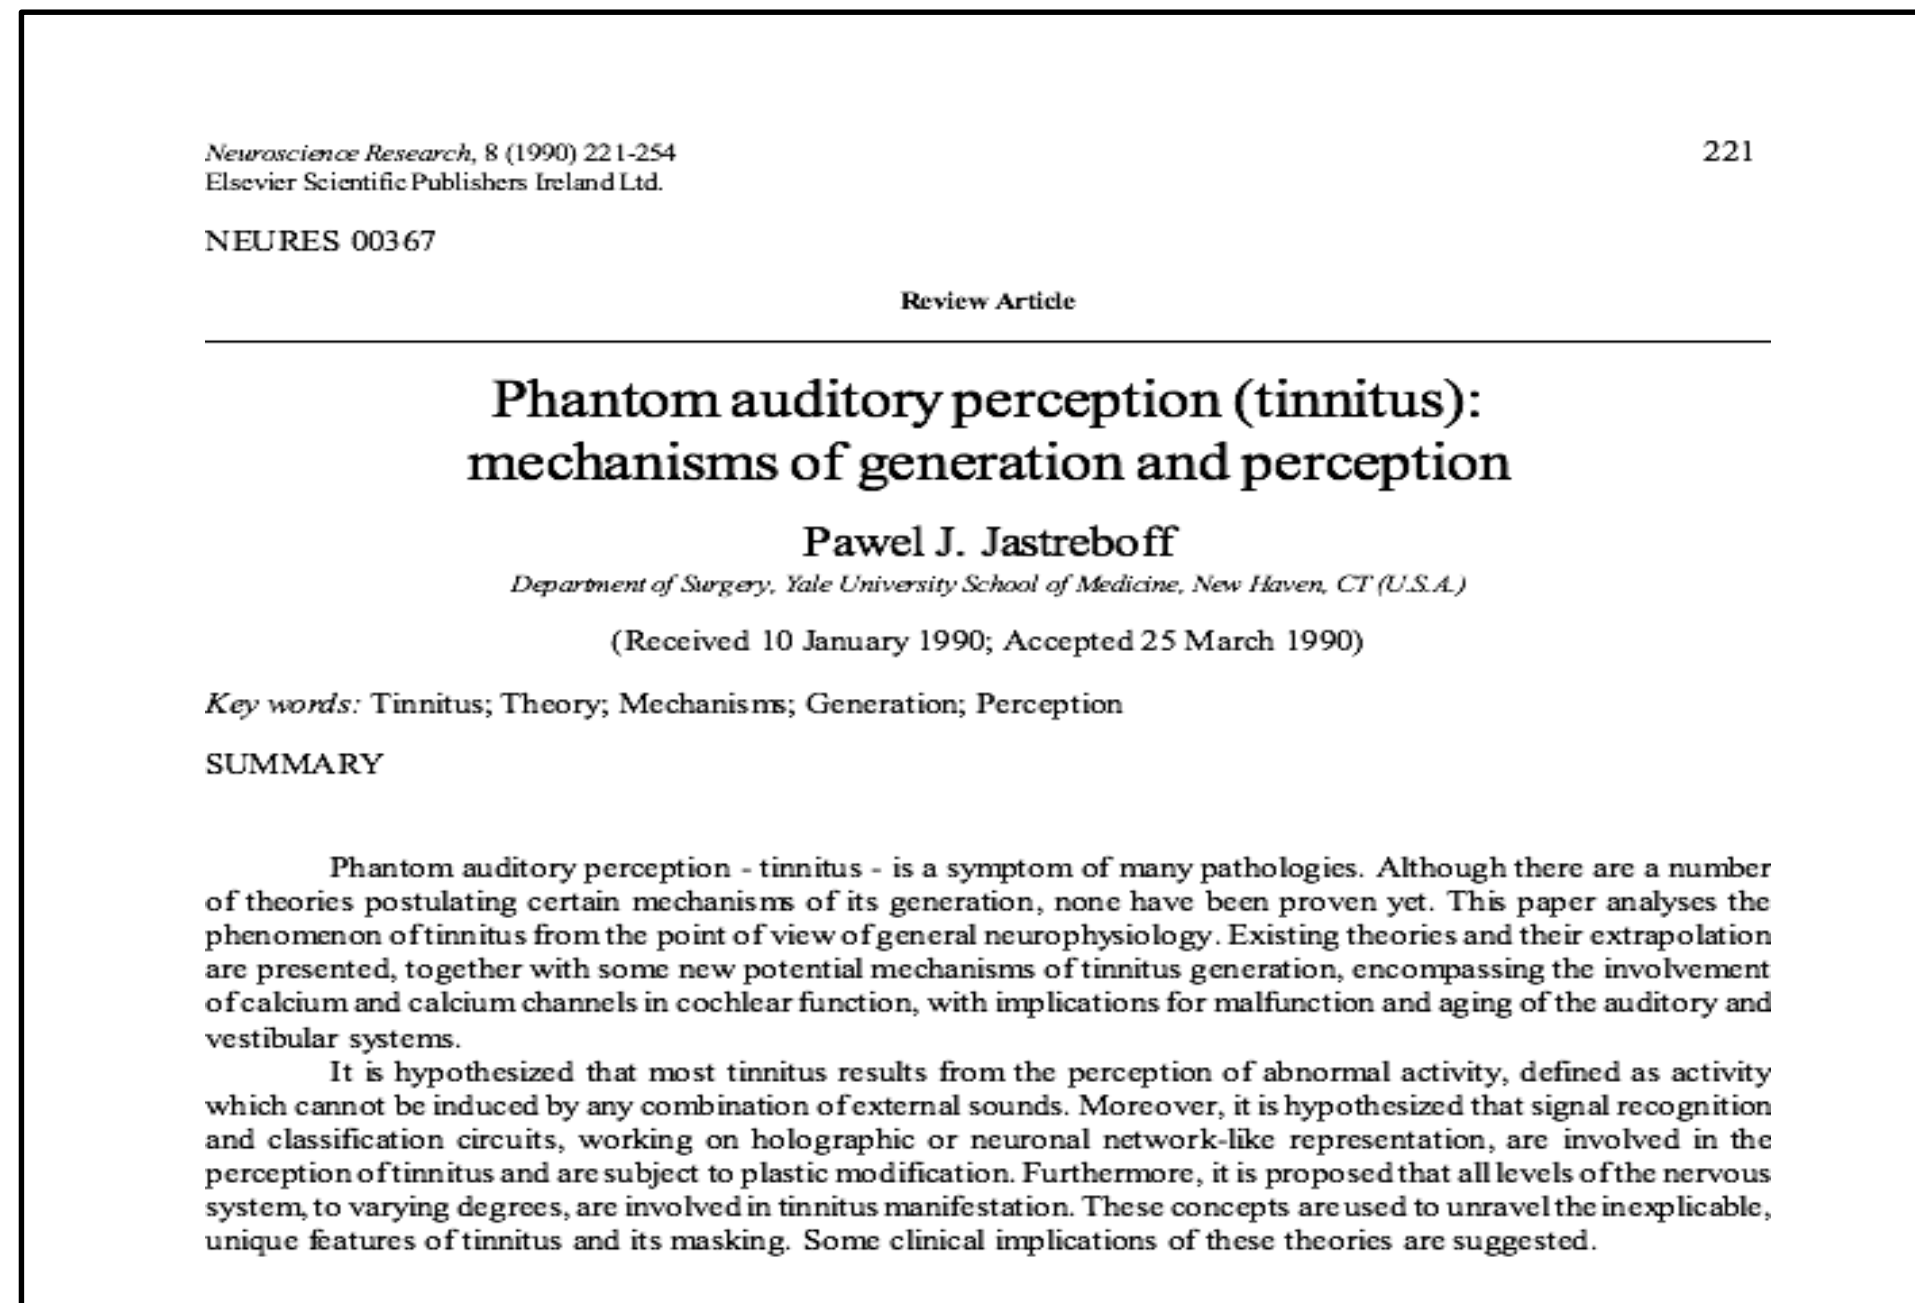 Neuroscience Research, 8 (1990) 221-254
221
Elsevier Scientific Publishers Ireland Ltd.
NEURES 00367
Review Article
Phantom auditory perception (tinnitus):
mechanisms of generation and perception
Pawel J. Jastreboff
Department of Surgery, Yale University School of Medicine, New Haven, CT (U.S.A.)
(Received 10 January 1990; Accepted 25 March 1990)
Key words: Tinnitus; Theory; Mechanisms; Generation; Perception
SUMMARY
Phantom auditory perception - tinnitus - is a symptom of many pathologies. Although there are a number
of theories postulating certain mechanisms of its generation, none have been proven yet. This paper analyses the
phenomenon of tinnitus from the point of view of general neurophysiology. Existing theories and their extrapolation
are presented, together with some new potential mechanisms of tinnitus generation, encompassing the involvement
of calcium and calcium channels in cochlear function, with implications for malfunction and aging of the auditory and
vestibular systems.
It is hypothesized that most tinnitus results from the perception of abnormal activity, defined as activity
which cannot be induced by any combination of external sounds. Moreover, it is hypothesized that signal recognition
and classification circuits, working on holographic or neuronal network-like representation, are involved in the
perception of tinnitus and are subject to plastic modification. Furthermore, it is proposed that all levels of the nervous
system, to varying degrees, are involved in tinnitus manifestation. These concepts are used to unravel the inexplicable,
unique features of tinnitus and its masking. Some clinical implications of these theories are suggested.